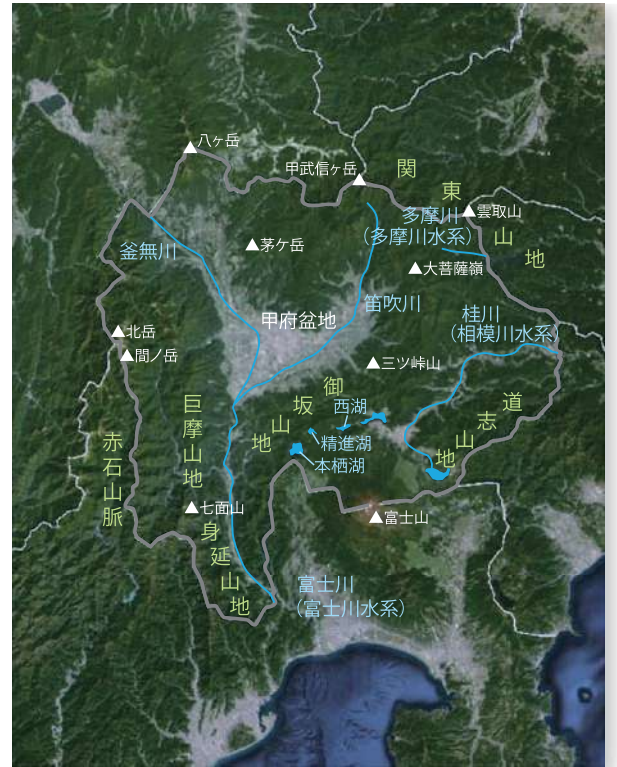 八ヶ岳
甲武信ヶ岳
関東山地
多摩川
（多摩川水系）
雲取山
釜無川
茅ケ岳
大菩薩嶺
笛吹川
甲府盆地
桂川
（相模川水系）
北岳
間ノ岳
三ツ峠山
御坂山地
西湖
精進湖
本栖湖
道志山地
巨摩山地
赤石山脈
七面山
富士山
身延山地
富士川
（富士川水系）